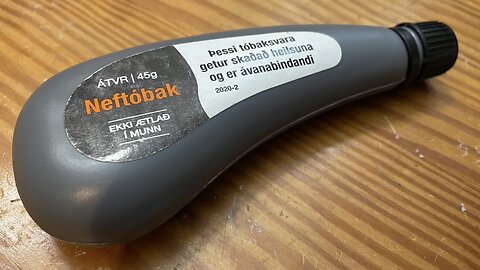 ÁTVR | 45g
Neftóbak
EKKI ÆTLAÐ
Í MUNN
Þessi tóbaksvara
getur skaðað heilsuna
og er ávanabindandi
2020-2